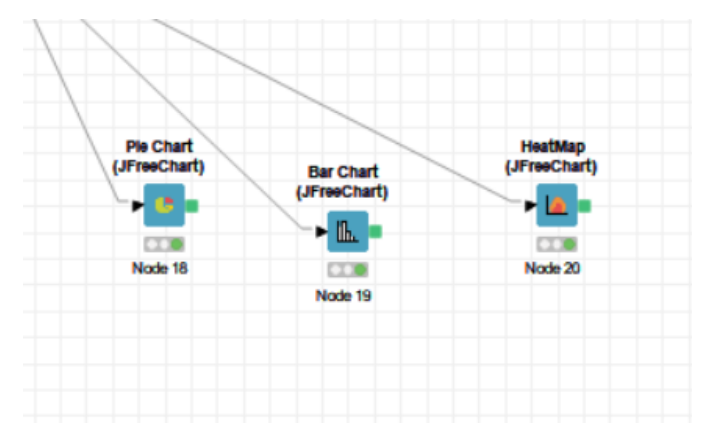 Pie Chart
(JFreeChart)
Node 18
Bar Chart
(JFreeChart)
Node 19
HeatMap
(JFreeChart)
Node 20